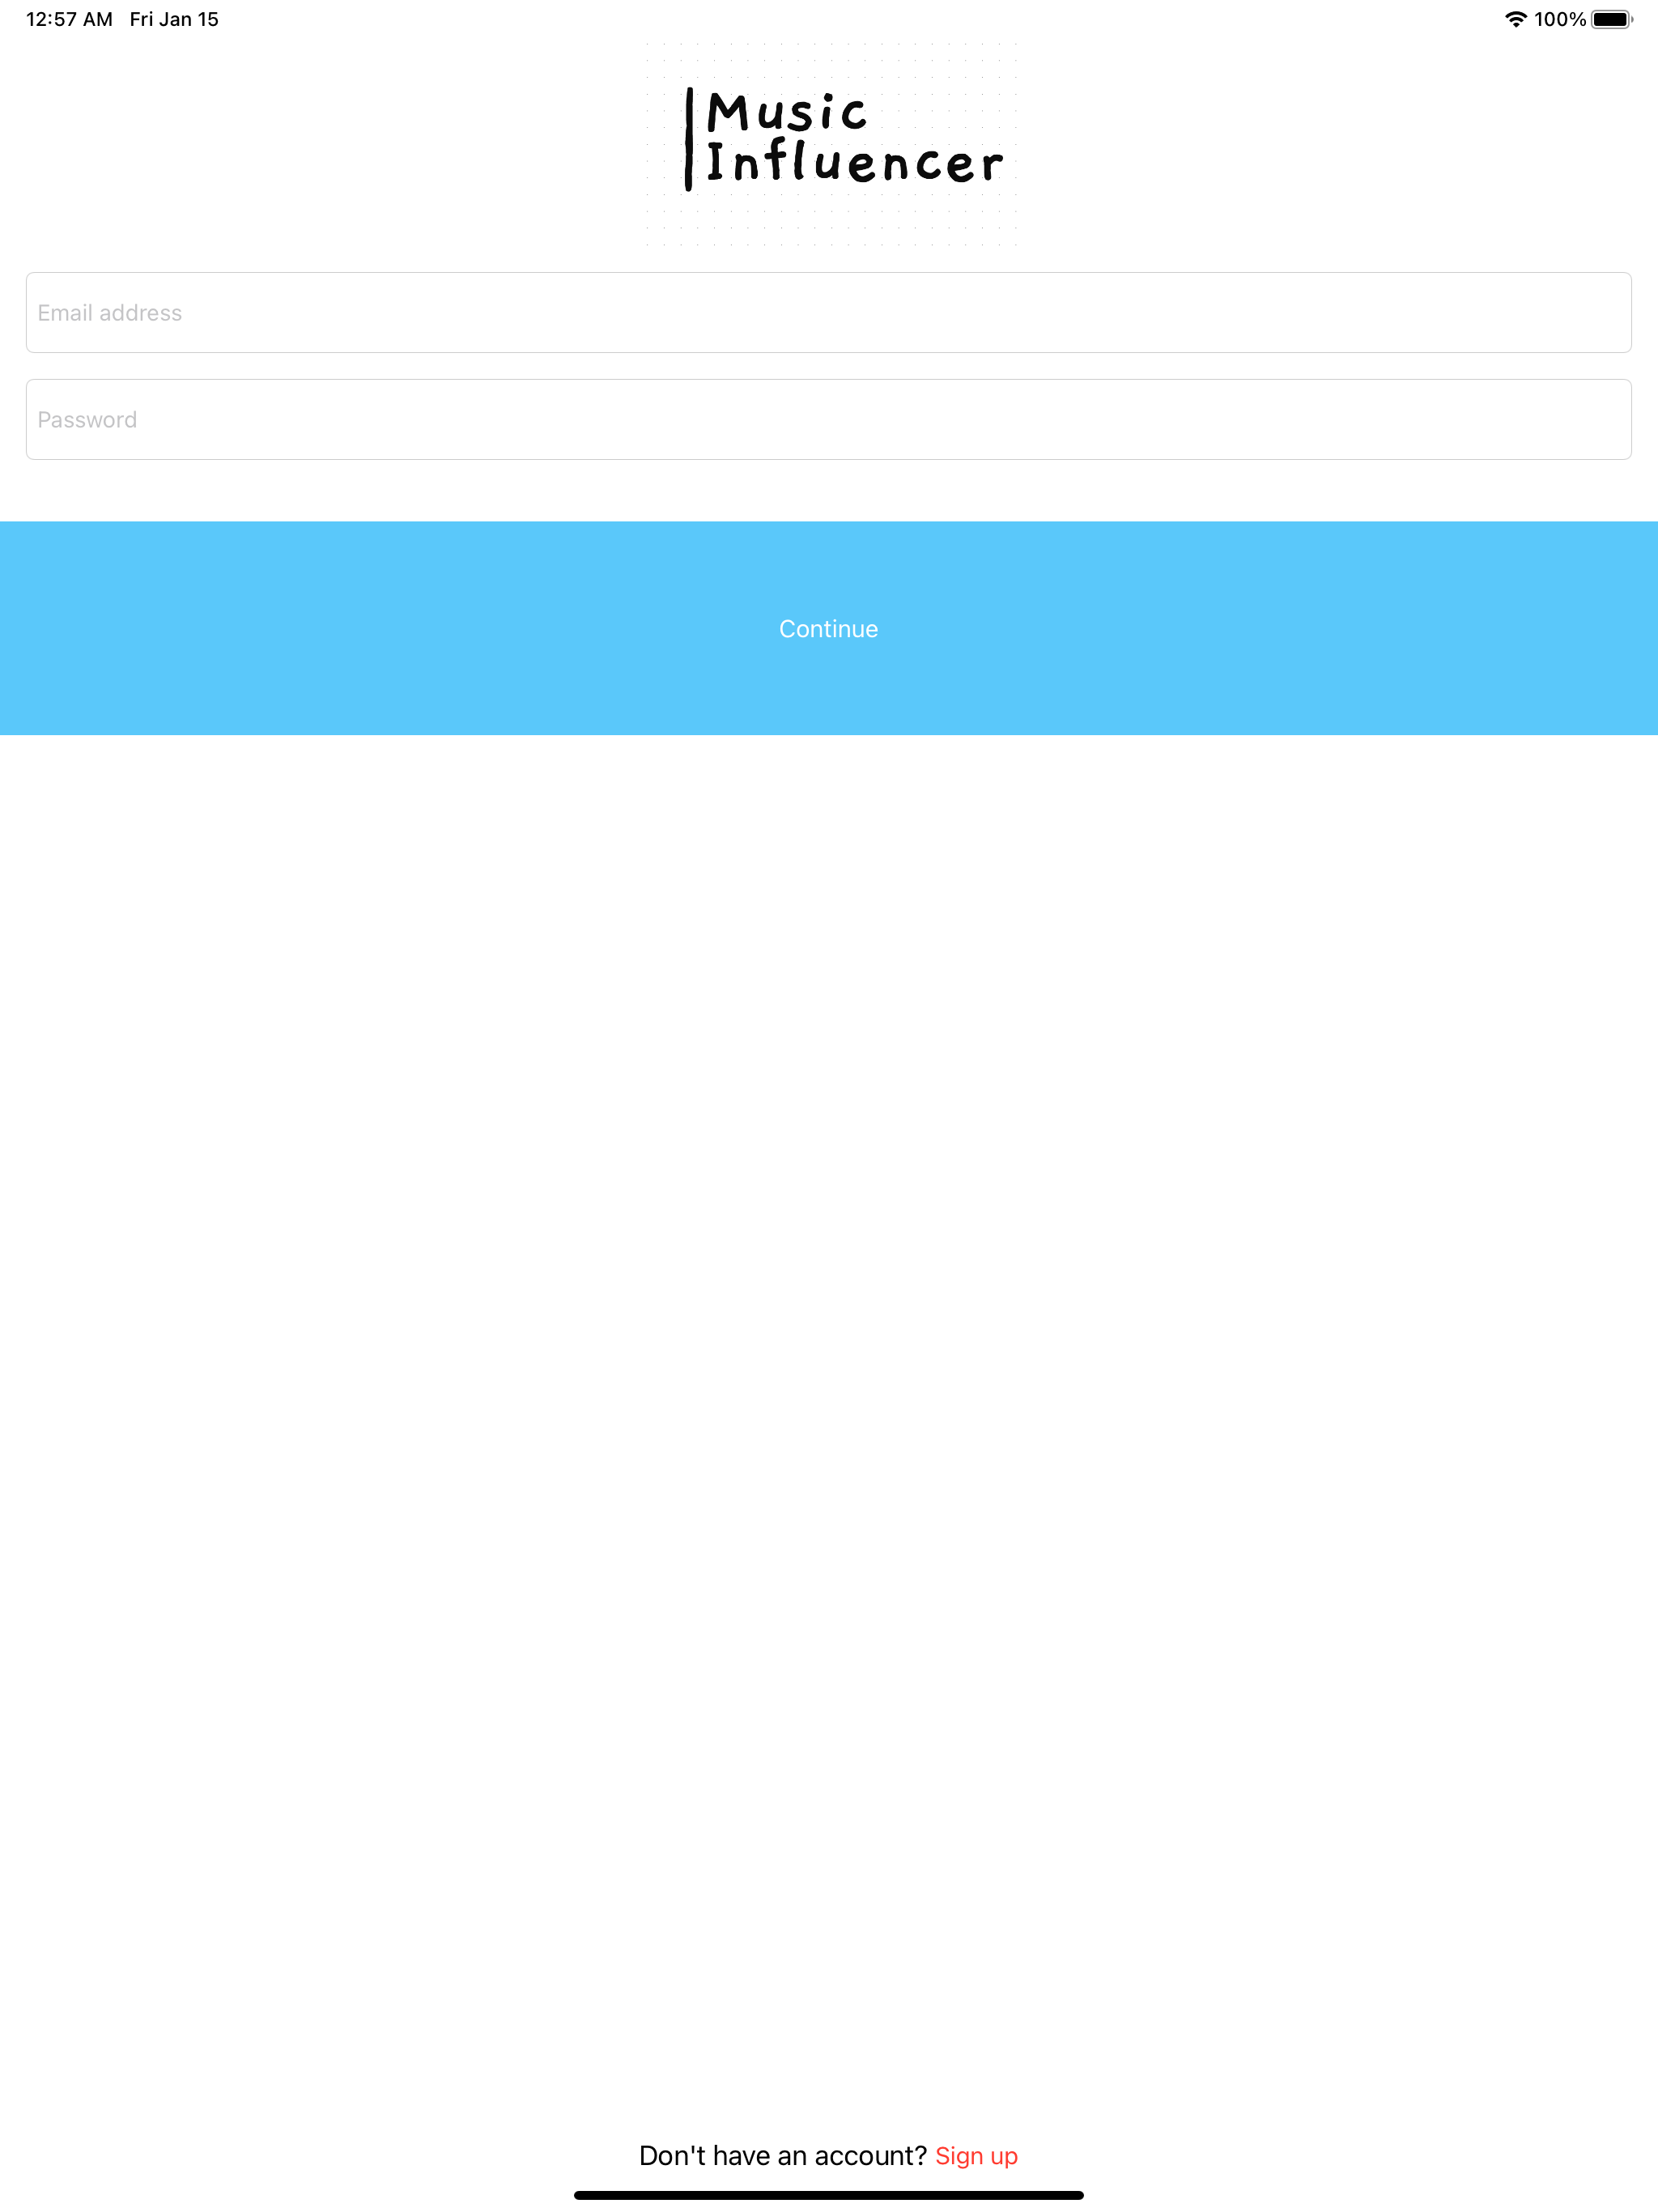 12:57 AM Fri Jan 15 100%
Music
Influencer
Email address
Password
Continue
Don't have an account? Sign up